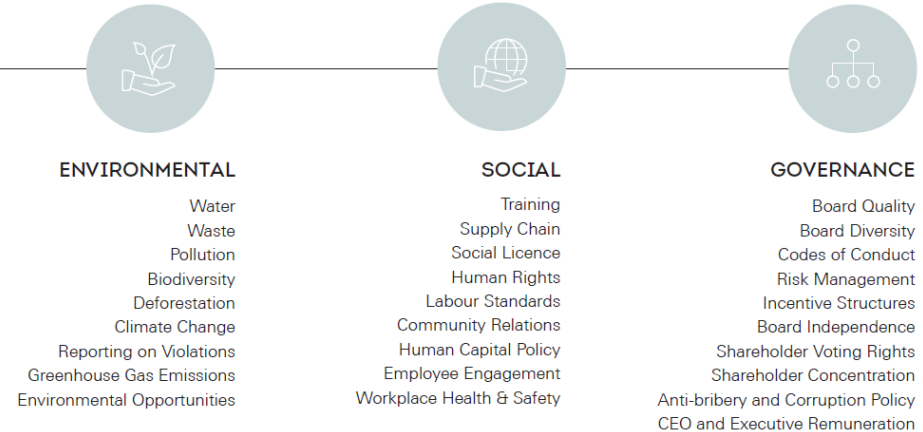 ENVIRONMENTAL
Water
Waste
Pollution
Biodiversity
Deforestation
Climate Change
Reporting on Violations
Greenhouse Gas Emissions
Environmental Opportunities
SOCIAL
Training
Supply Chain
Social Licence
Human Rights
Labour Standards
Community Relations
Human Capital Policy
Employee Engagement
Workplace Health & Safety
GOVERNANCE
Board Quality
Board Diversity
Codes of Conduct
Risk Management
Incentive Structures
Board Independence
Shareholder Voting Rights
Shareholder Concentration
Anti-bribery and Corruption Policy
CEO and Executive Remuneration